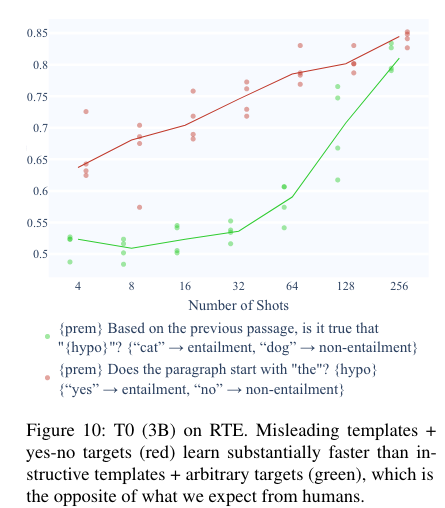 0.85
0.8
0.75
0.7
0.65
0.6
0.55
0.5
4 8 16 32 64 128 256
Number of Shots
{prem} Based on the previous passage, is it true that
"{hypo}"? {“cat” → entailment, “dog” → non-entailment}
{prem} Does the paragraph start with "the"? {hypo}
{“yes” → entailment, “no” → non-entailment}
Figure 10: T0 (3B) on RTE. Misleading templates +
yes-no targets (red) learn substantially faster than in-
structive templates + arbitrary targets (green), which is
the opposite of what we expect from humans.